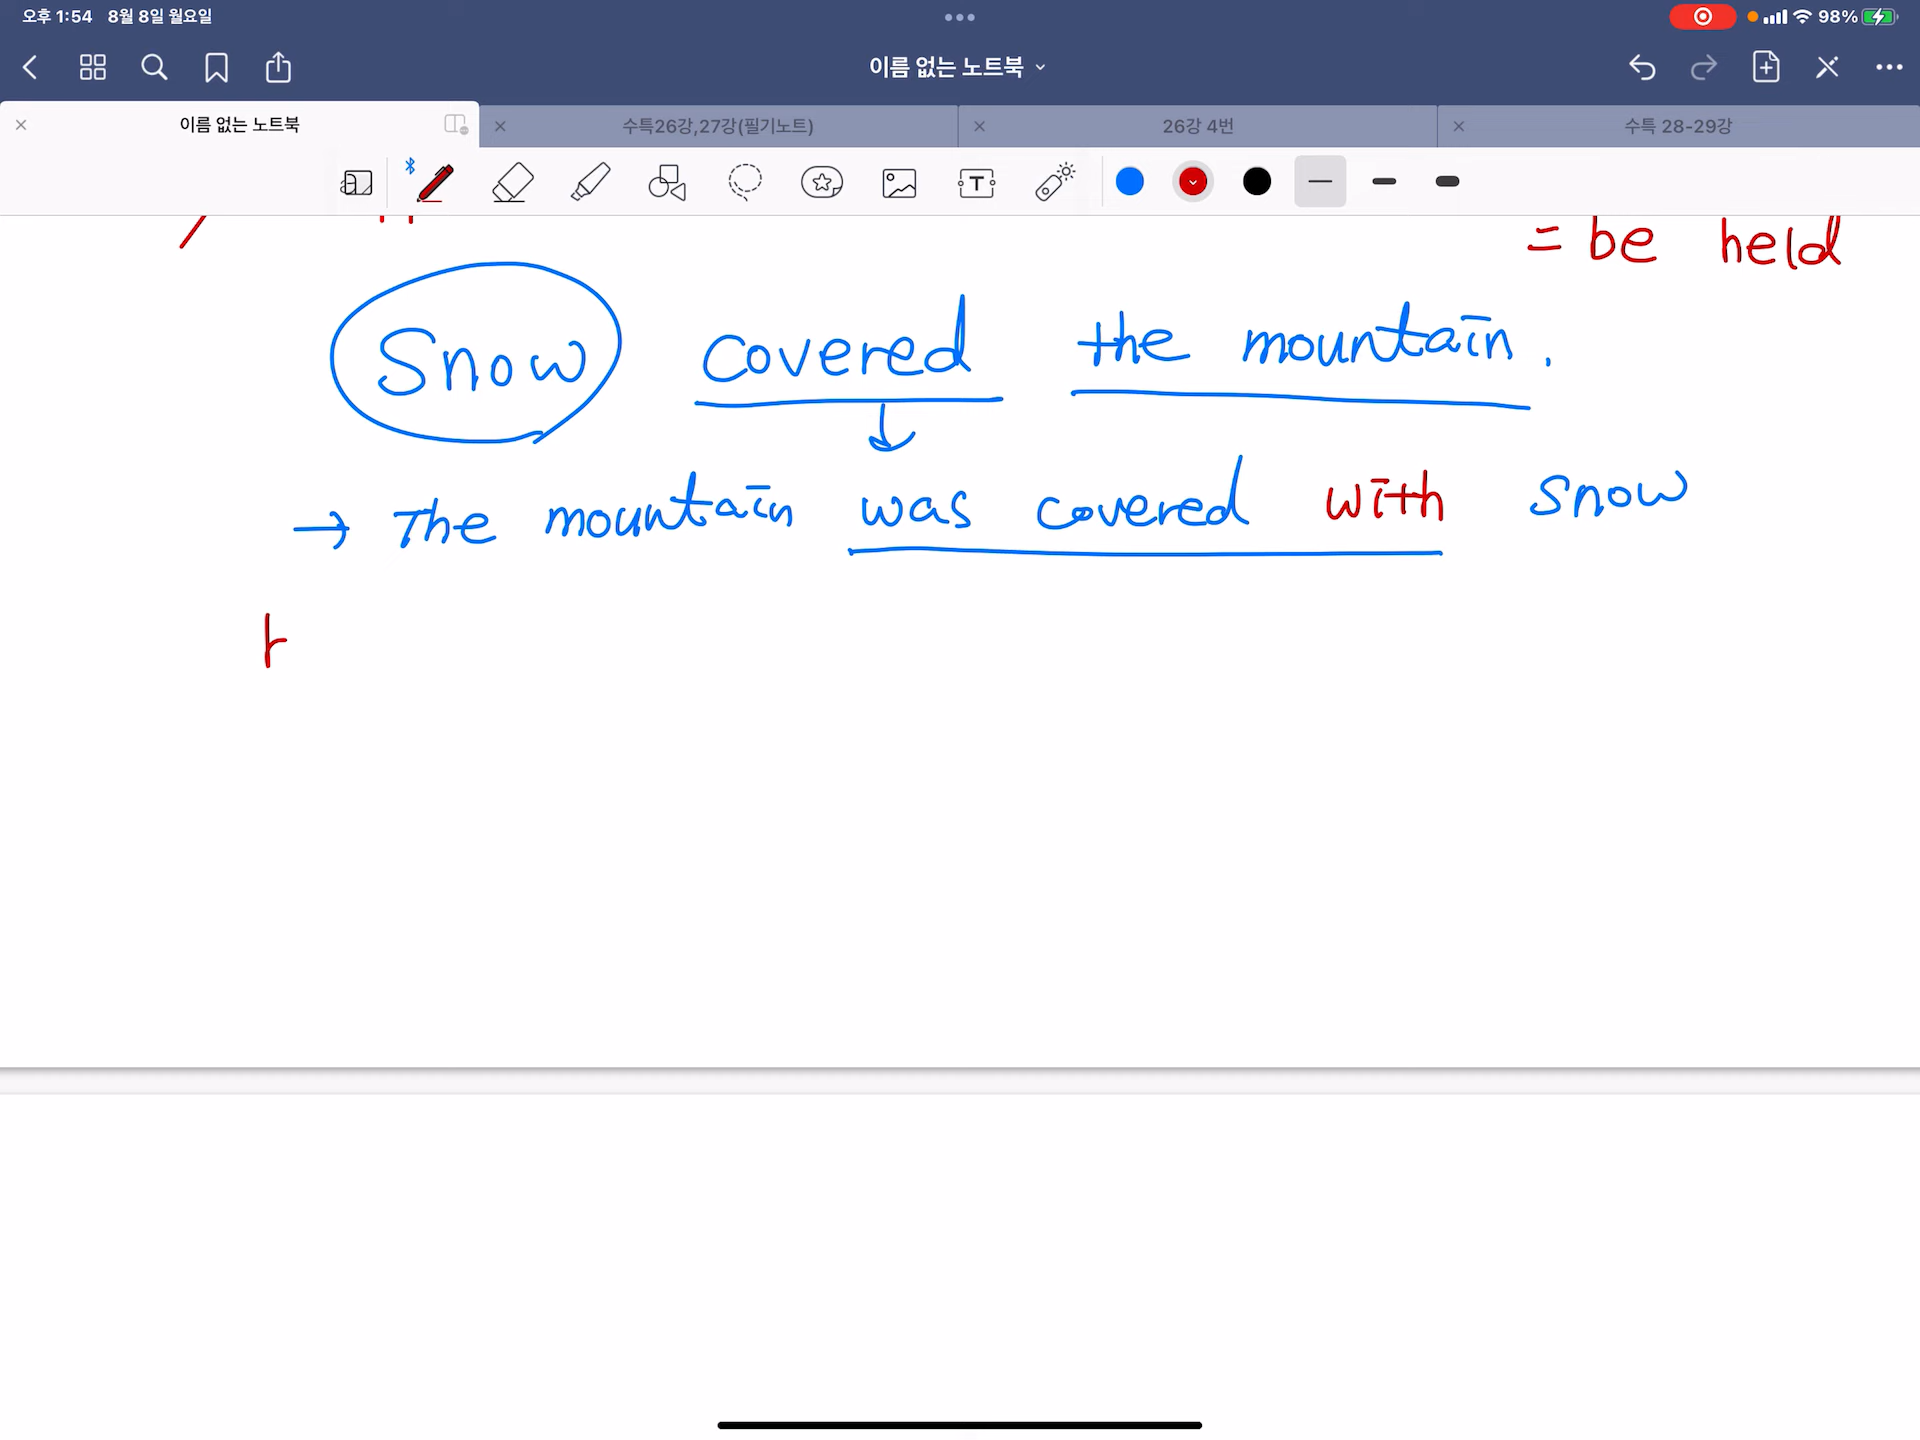 오후 1:54 8월 8일 월요일 98%
이름 없는 노트북
이름 없는 노트북 수특26강,27강(필기노트) 26강 4번 수특 28-29강
= be held
Snow covered the mountain.
→ The mountain was covered with snow